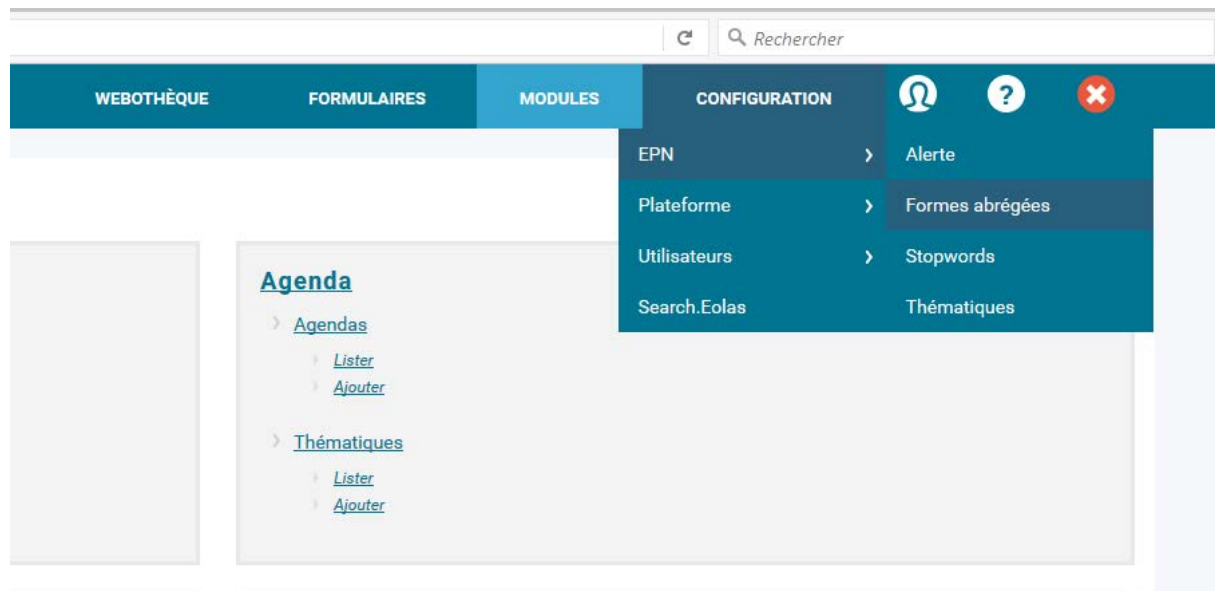 Rechercher
WEBOTHÈQUE FORMULAIRES MODULES CONFIGURATION ?
EPN Alerte
Plateforme Formes abrégées
Utilisateurs Stopwords
Search.Eolas Thématiques
Agenda
Agendas
Lister
Ajouter
Thématiques
Lister
Ajouter